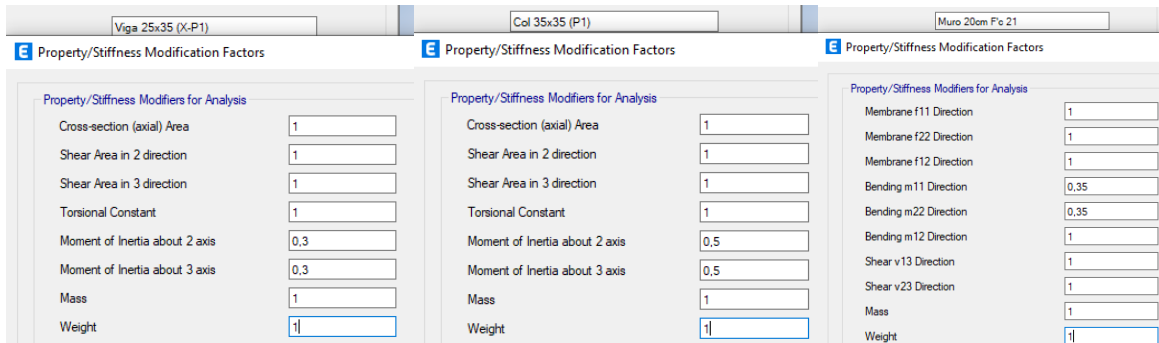 Viga 25x35 (X-P1)
E Property/Stiffness Modification Factors
Property/Stiffness Modifiers for Analysis
Cross-section (axial) Area 1
Shear Area in 2 direction 1
Shear Area in 3 direction 1
Torsional Constant 1
Moment of Inertia about 2 axis 0,3
Moment of Inertia about 3 axis 0,3
Mass 1
Weight 1
Col 35x35 (P1)
E Property/Stiffness Modification Factors
Property/Stiffness Modifiers for Analysis
Cross-section (axial) Area 1
Shear Area in 2 direction 1
Shear Area in 3 direction 1
Torsional Constant 1
Moment of Inertia about 2 axis 0,5
Moment of Inertia about 3 axis 0,5
Mass 1
Weight 1
Muro 20cm F'c 21
E Property/Stiffness Modification Factors
Property/Stiffness Modifiers for Analysis
Membrane f11 Direction 1
Membrane f22 Direction 1
Membrane f12 Direction 1
Bending m11 Direction 0,35
Bending m22 Direction 0,35
Bending m12 Direction 1
Shear v13 Direction 1
Shear v23 Direction 1
Mass 1
Weight 1